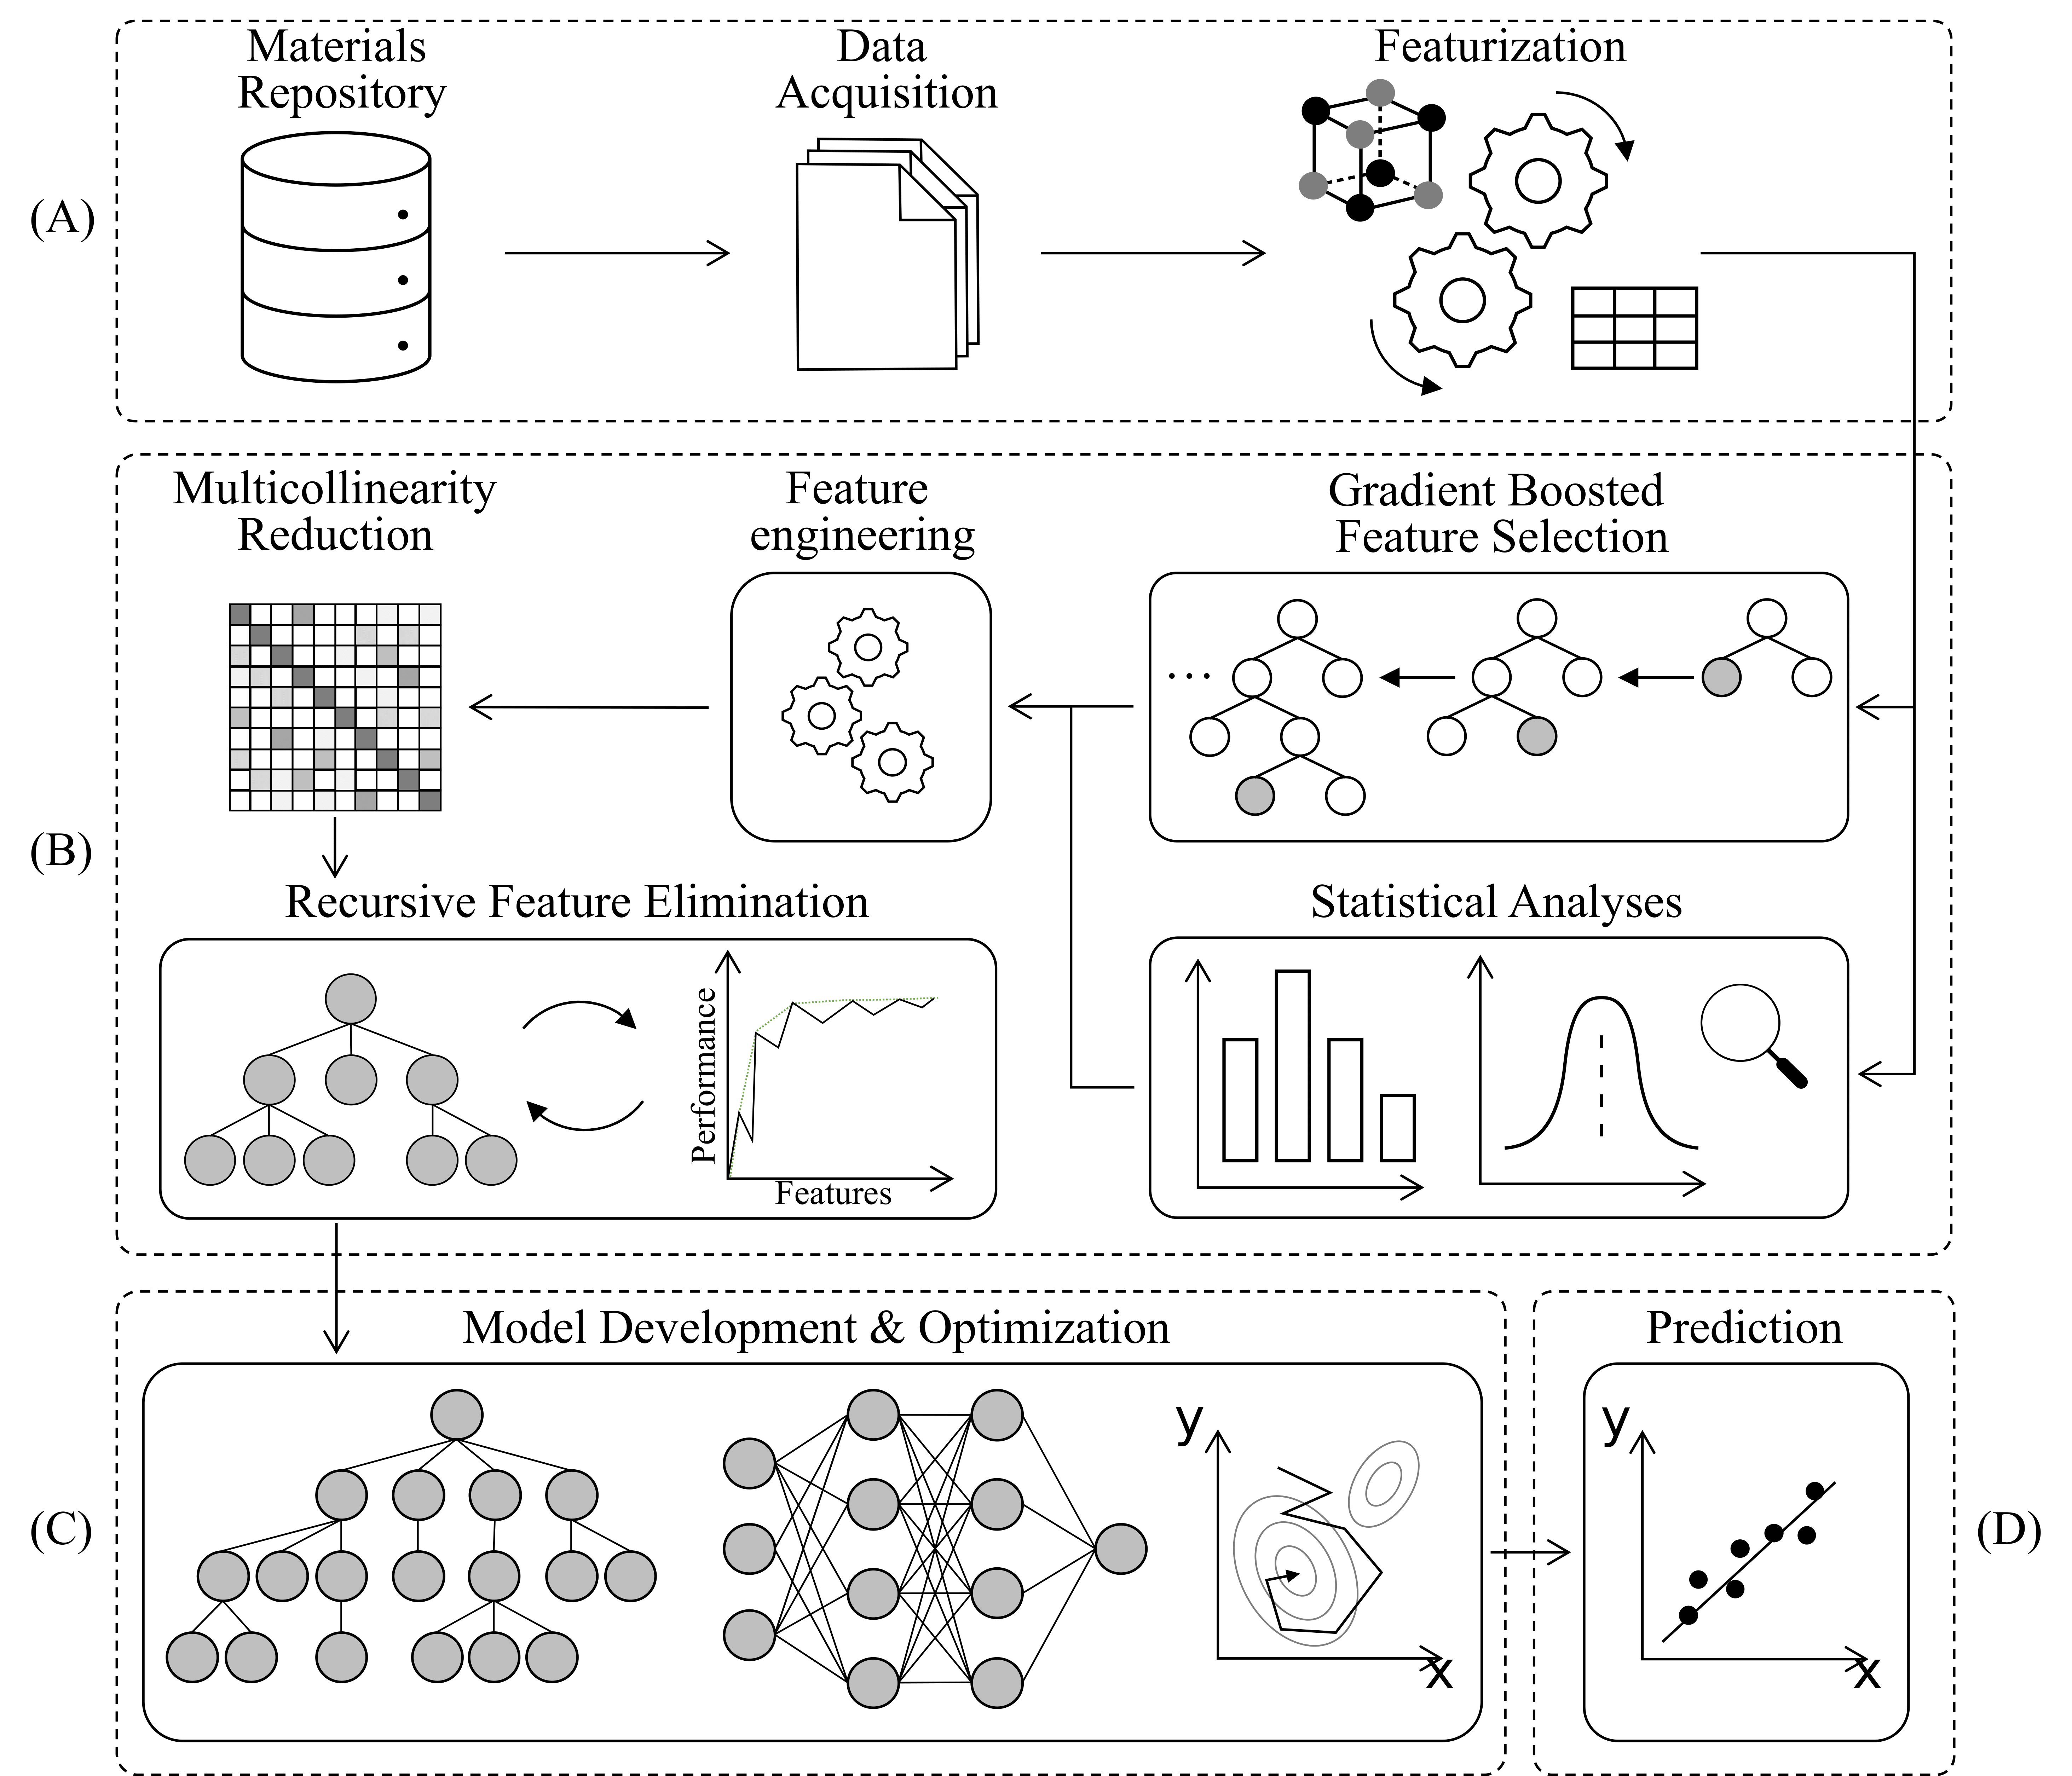 Materials
Repository
Data
Acquisition
Featurization
(A)
Multicollinearity
Reduction
Feature
engineering
Gradient Boosted
Feature Selection
...
(B)
Recursive Feature Elimination
Performance
Features
Statistical Analyses
Model Development & Optimization
y
x
(C)
Prediction
y
x
(D)